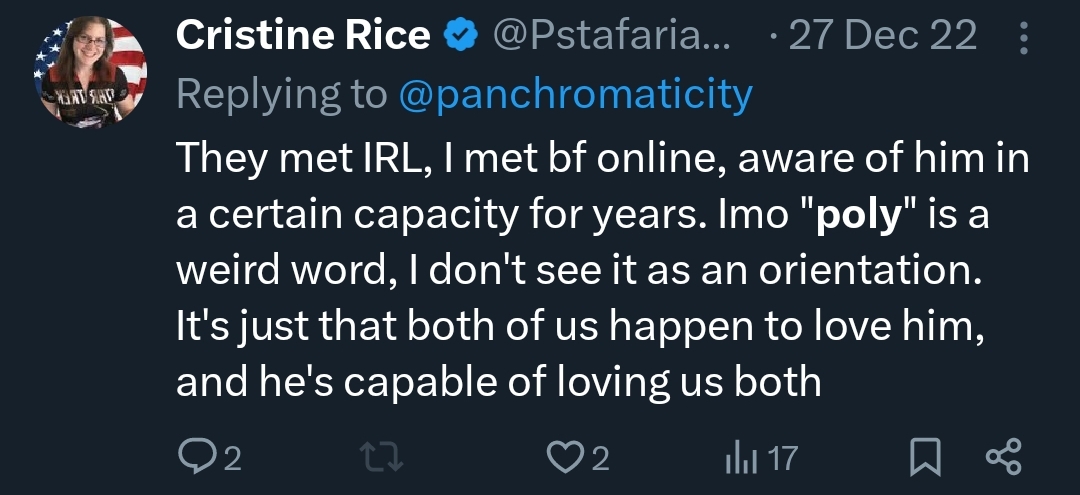 Cristine Rice @Pstafaria... · 27 Dec 22
Replying to @panchromaticity
They met IRL, I met bf online, aware of him in
a certain capacity for years. Imo "poly" is a
weird word, I don't see it as an orientation.
It's just that both of us happen to love him,
and he's capable of loving us both
2 2 17